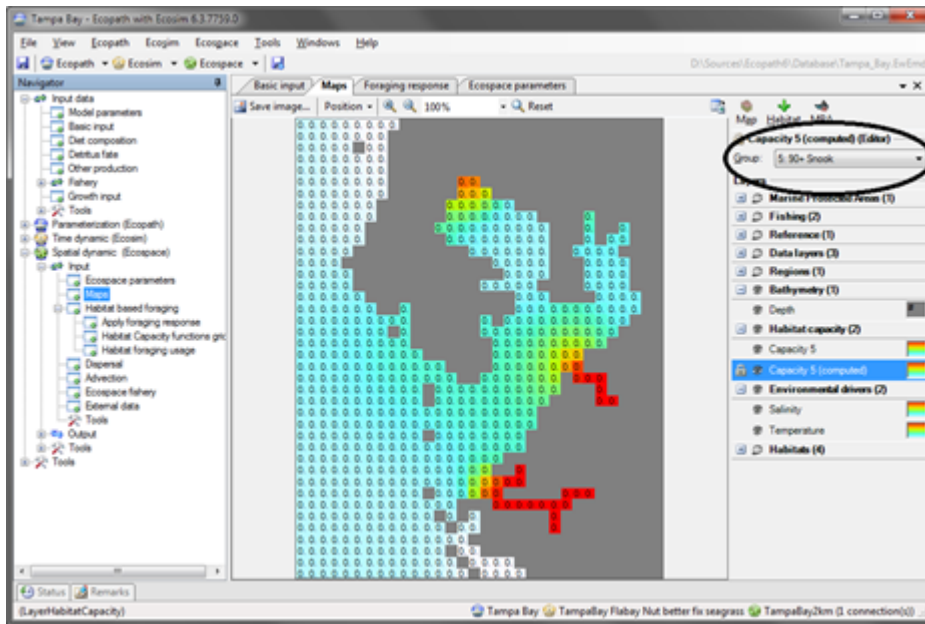 Tampa Bay - Ecopath with Ecosim 6.3.7759.0
File View Ecopath Ecosim Ecospace Tools Windows Help
Ecopath Ecosim Ecospace D:\Sources\Ecopath6\Database\Tampa_Bay.EwEmd
Navigator
Basic input Maps Foraging response Ecospace parameters
Save image... Position 100% Reset
Map Habitat MPA
Input data
Model parameters
Basic input
Diet composition
Detritus fate
Other production
Fishery
Growth input
Tools
Parameterization (Ecopath)
Time dynamic (Ecosim)
Spatial dynamic (Ecospace)
Input
Ecospace parameters
Maps
Habitat based foraging
Apply foraging response
Habitat Capacity functions grid
Habitat foraging usage
Dispersal
Advection
Ecospace fishery
External data
Tools
Output
Tools
Tools
Capacity 5 (computed) (Editor)
Group: 5: 90+ Snook
Layers
Marine Protected Areas (1)
Fishing (2)
Reference (1)
Data layers (3)
Regions (1)
Bathymetry (1)
Depth
Habitat capacity (2)
Capacity 5
Capacity 5 (computed)
Environmental drivers (2)
Salinity
Temperature
Habitats (4)
Status Remarks
(LayerHabitatCapacity) Tampa Bay TampaBay Flabay Nut better fix seagrass TampaBay2km (1 connection(s))